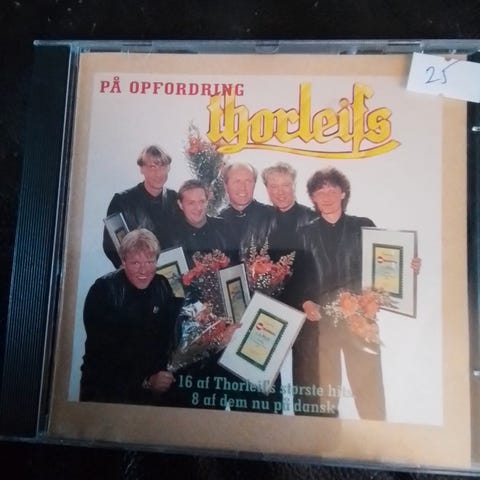 PÅ OPFORDRING
thorleifs
25
16 af Thorleifs største hits
8 af dem nu på dansk